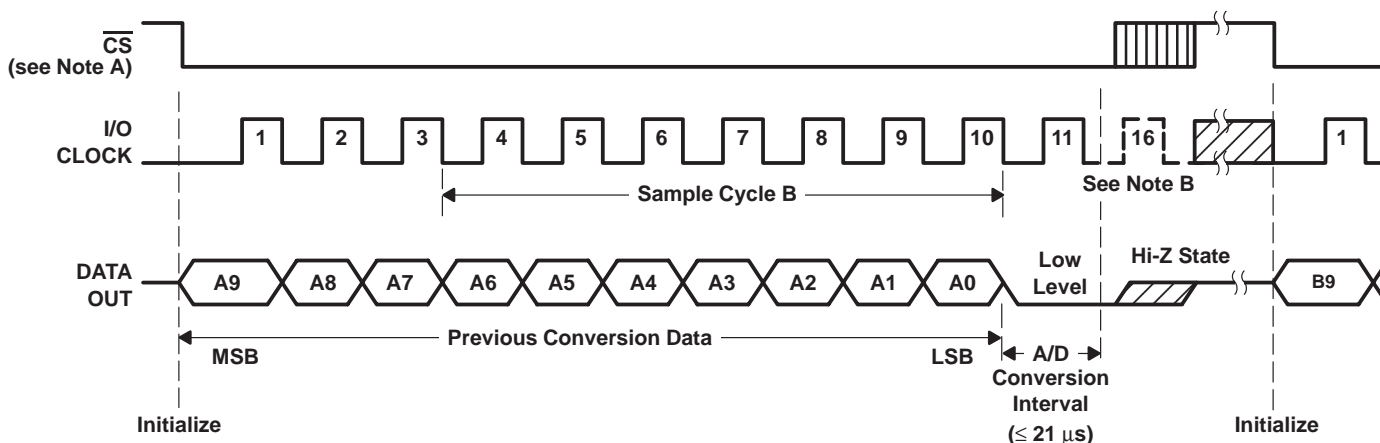 CS
(see Note A)
I/O
CLOCK
1 2 3 4 5 6 7 8 9 10 11 16 1
See Note B
Sample Cycle B
DATA
OUT
A9 A8 A7 A6 A5 A4 A3 A2 A1 A0
Low
Level
Hi-Z State
B9
Previous Conversion Data
MSB
LSB
A/D
Conversion
Interval
(≤ 21 μs)
Initialize
Initialize